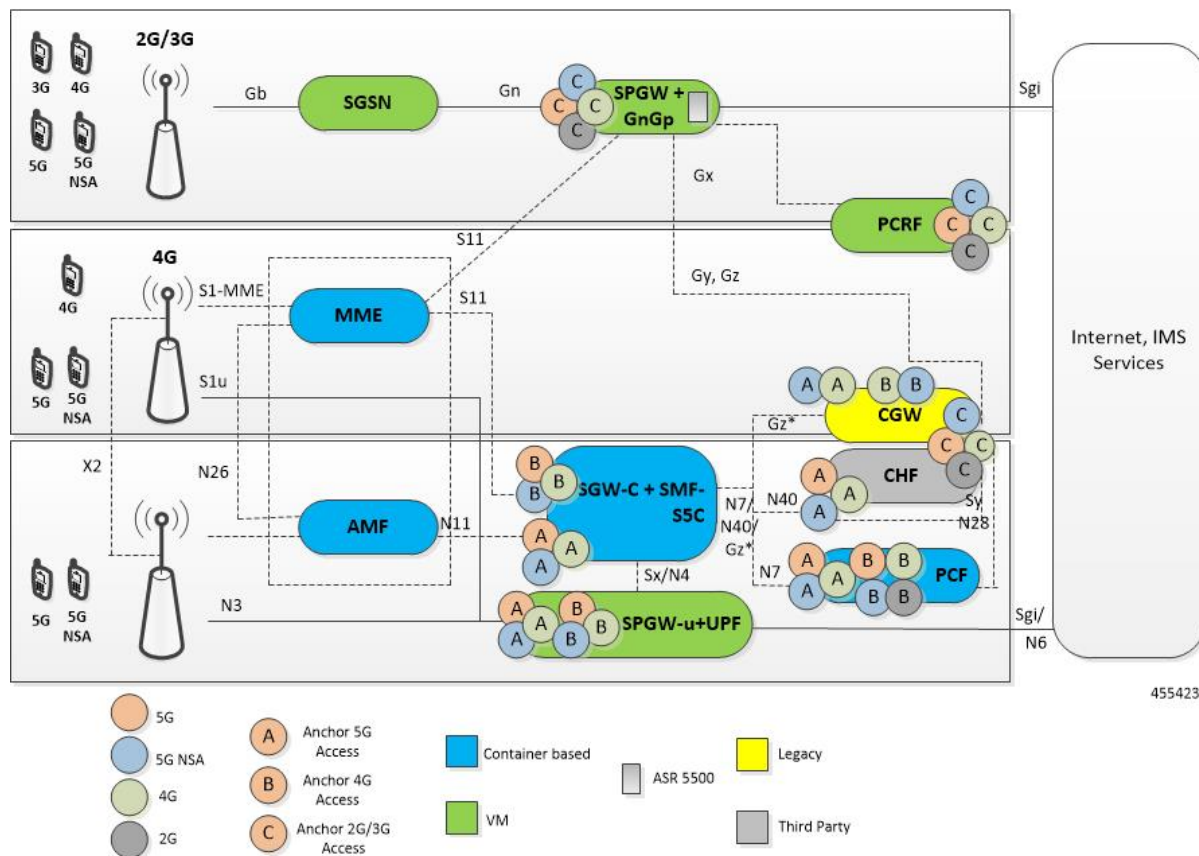 2G/3G
3G
4G
5G
5G
NSA
Gb
SGSN
Gn
C
C
C
C
SPGW +
GnGp
Sgi
Gx
PCRF
C
C
C
C
4G
4G
5G
5G
NSA
S1-MME
S1u
MME
S11
S11
Gy, Gz
Internet, IMS
Services
A
A
B
B
CGW
C
Gz*
C
C
C
X2
N26
AMF
N11
5G
5G
NSA
N3
B
B
B
SGW-C + SMF-
S5C
A
A
A
N7/
N40/
Gz*
N40
A
A
A
CHF
Sy
N28
Sx/N4
N7
A
A
A
B
B
B
B
PCF
A
A
A
B
B
B
SPGW-u+UPF
Sgi/
N6
455423
5G
5G NSA
4G
2G
A
Anchor 5G
Access
B
Anchor 4G
Access
C
Anchor 2G/3G
Access
Container based
VM
ASR 5500
Legacy
Third Party